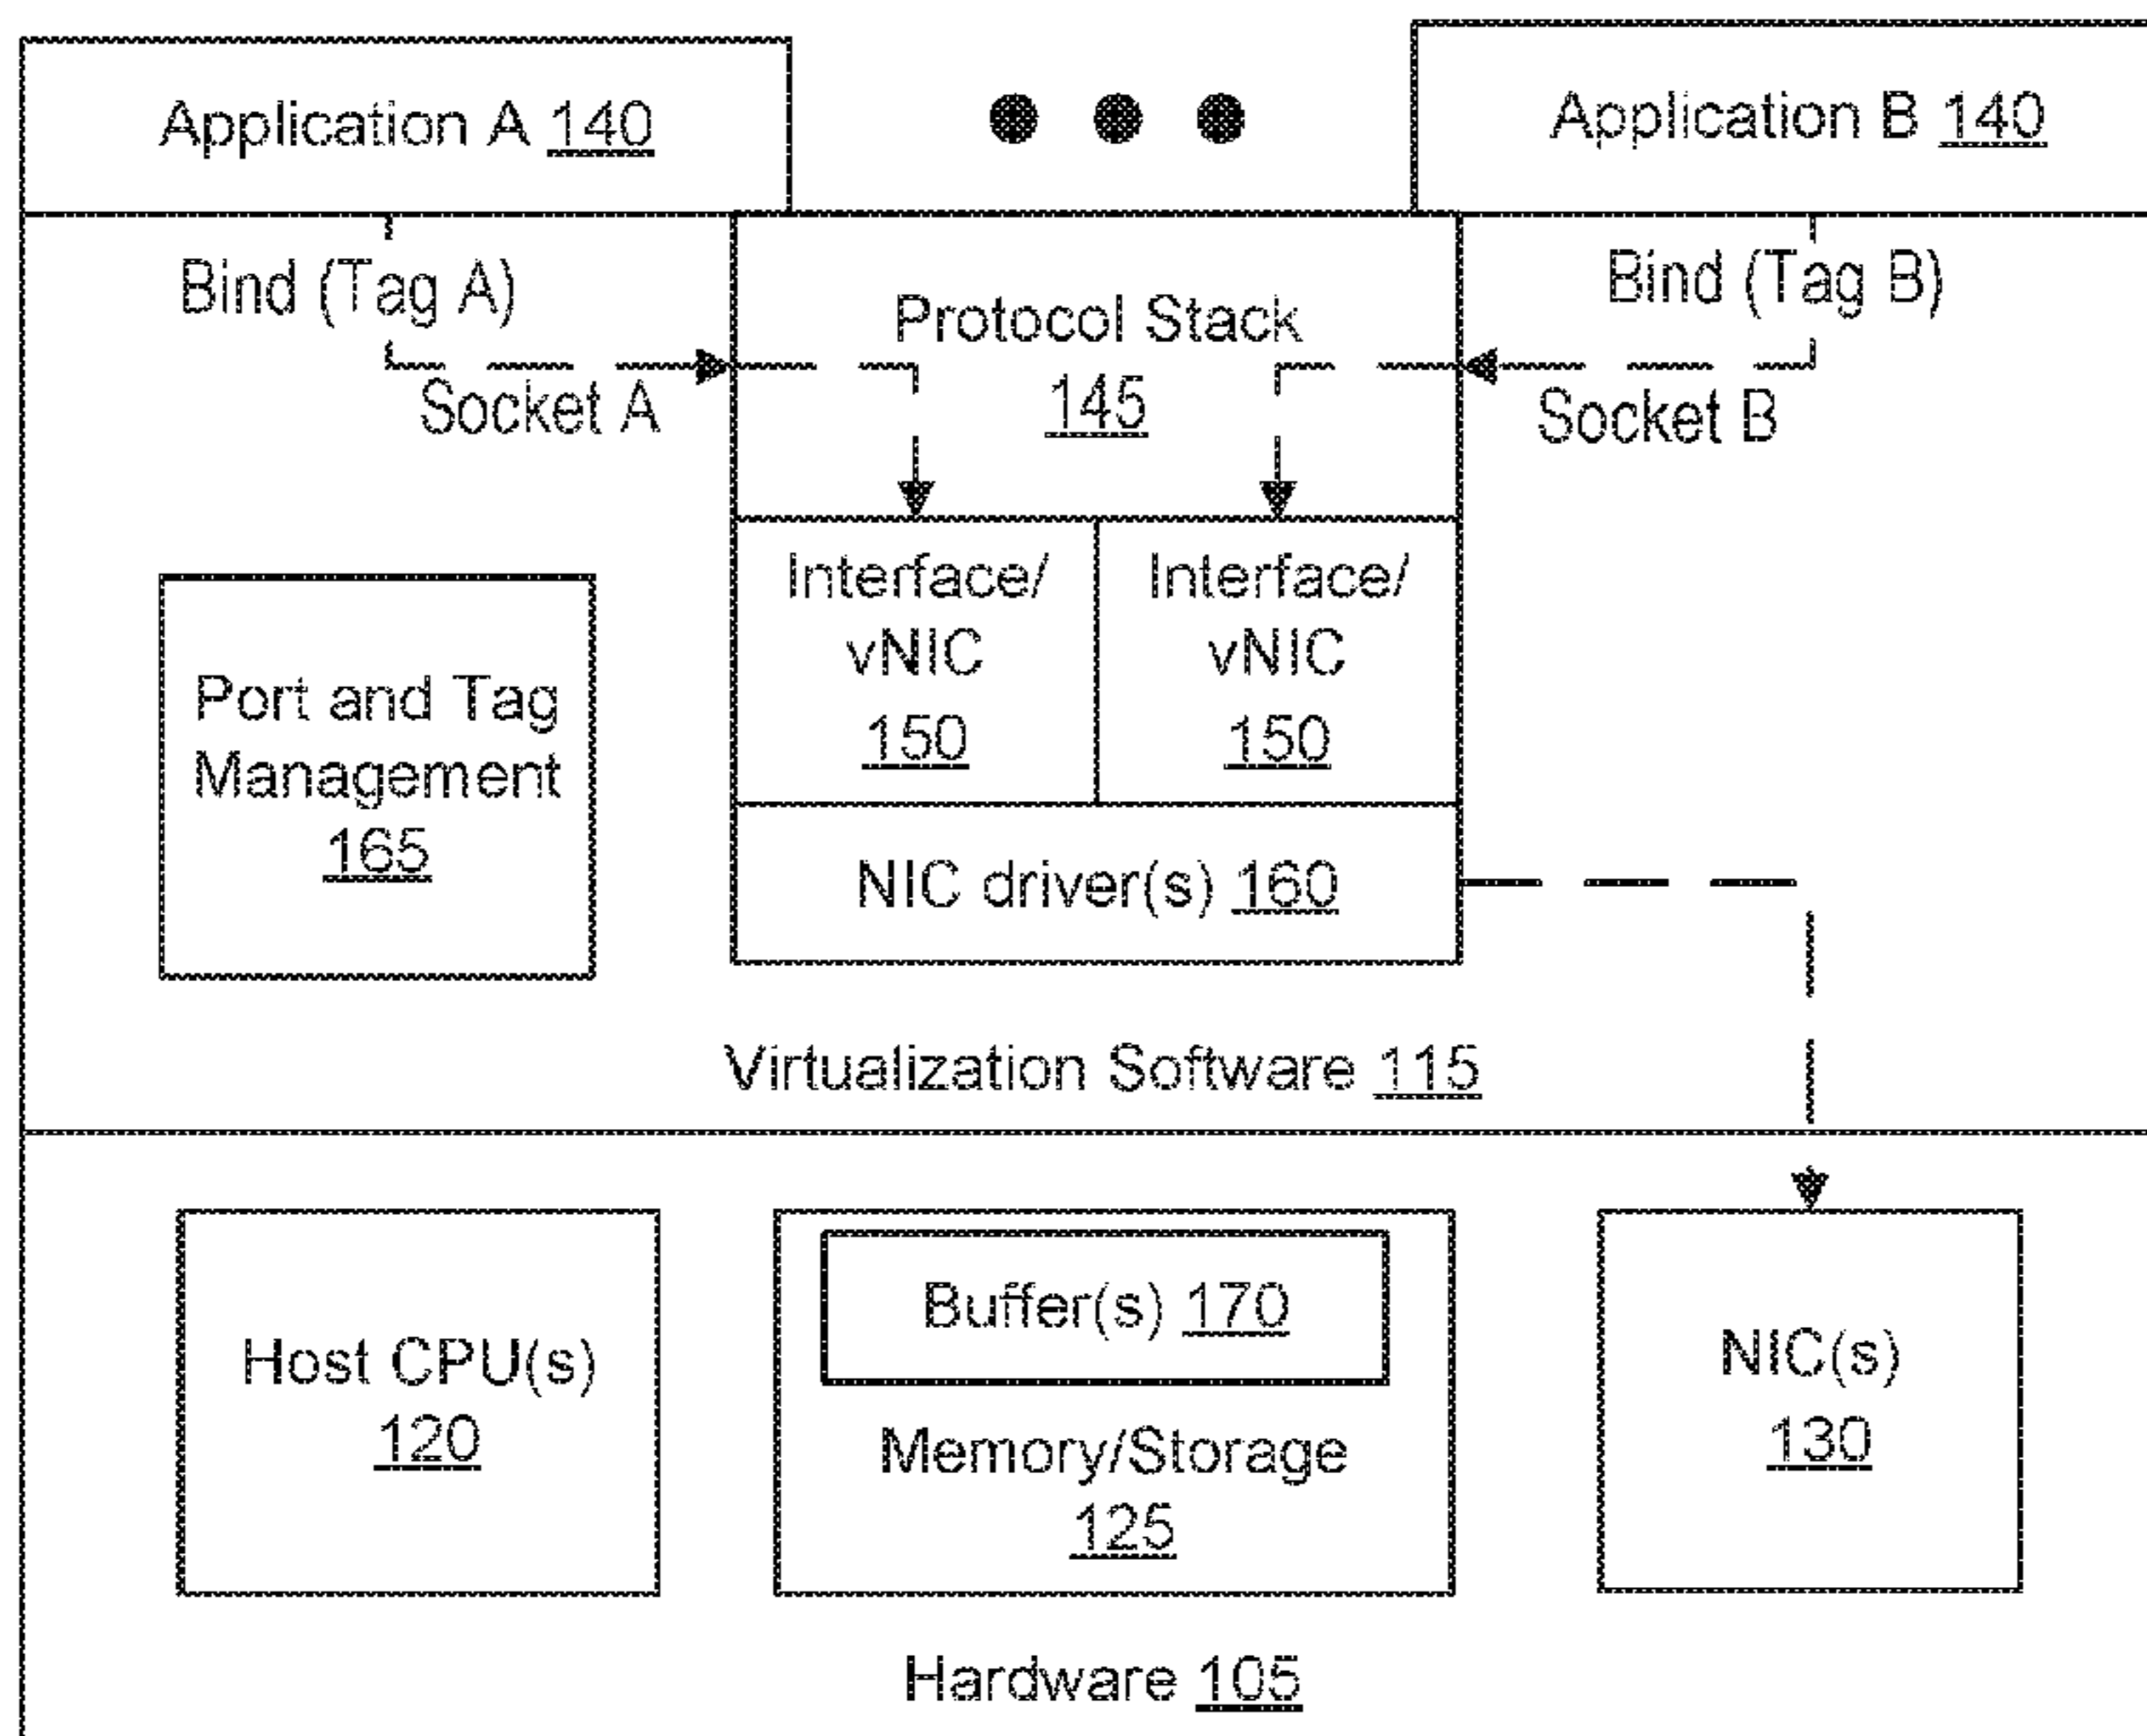 Application A 140
Application B 140
Bind (Tag A)
Socket A
Protocol Stack
145
Bind (Tag B)
Socket B
Interface/
vNIC
150
Interface/
vNIC
150
Port and Tag
Management
165
NIC driver(s) 160
Virtualization Software 115
Host CPU(s)
120
Buffer(s) 170
Memory/Storage
125
NIC(s)
130
Hardware 105